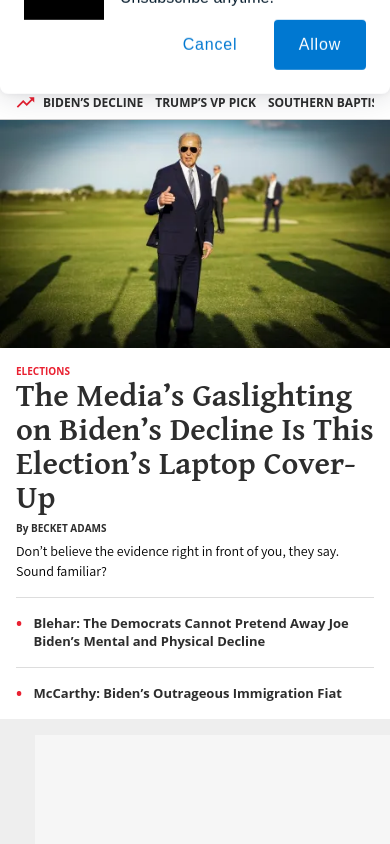 Unsubscribe anytime!
Cancel
Allow
BIDEN’S DECLINE TRUMP’S VP PICK SOUTHERN BAPTIS
ELECTIONS
The Media’s Gaslighting
on Biden’s Decline Is This
Election’s Laptop Cover-
Up
By BECKET ADAMS
Don’t believe the evidence right in front of you, they say.
Sound familiar?
Blehar: The Democrats Cannot Pretend Away Joe
Biden’s Mental and Physical Decline
McCarthy: Biden’s Outrageous Immigration Fiat